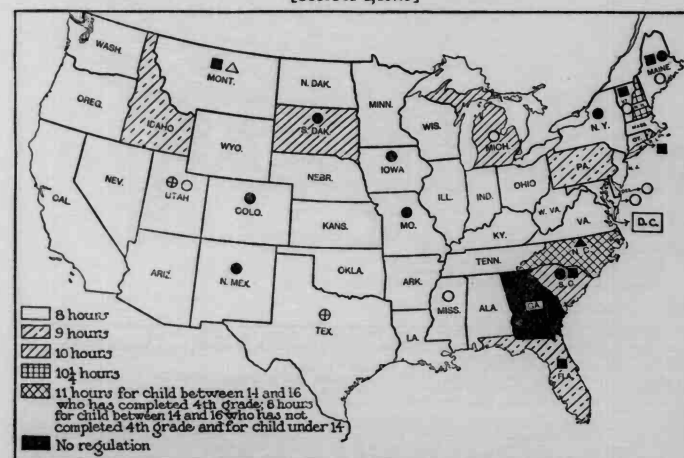 WASH.
MONT.
N. DAK.
MINN.
MAINE
OREG.
IDAHO
S. DAK.
WIS.
MICH.
N. Y.
WYO.
MASS.
NEV.
UTAH
NEBR.
IOWA
PA.
CAL.
COLO.
ILL.
IND.
OHIO
W. VA.
VA.
D. C.
KANS.
MO.
KY.
ARIZ.
N. MEX.
OKLA.
ARK.
TENN.
N. C.
S. C.
TEX.
LA.
MISS.
ALA.
GA.
FLA.
8 hours
9 hours
10 hours
10¼ hours
11 hours for child between 14 and 16
who has completed 4th grade; 8 hours
for child between 14 and 16 who has not
completed 4th grade and for child under 14
No regulation